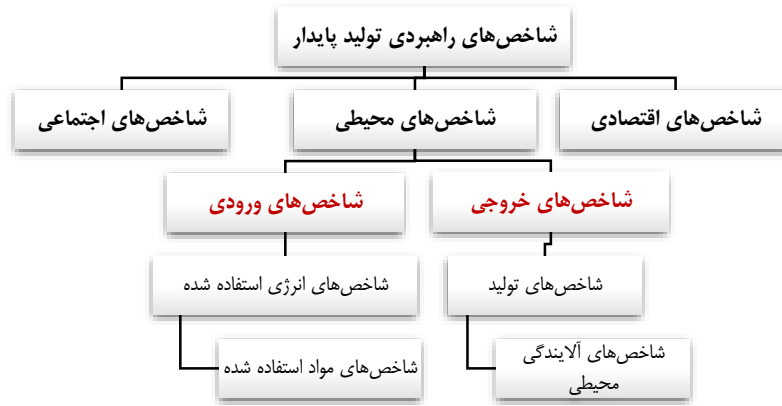 شاخص‌های راهبردی تولید پایدار
شاخص‌های اقتصادی
شاخص‌های محیطی
شاخص‌های اجتماعی
شاخص‌های خروجی
شاخص‌های ورودی
شاخص‌های تولید
شاخص‌های انرژی استفاده شده
شاخص‌های آلایندگی
محیطی
شاخص‌های مواد استفاده شده